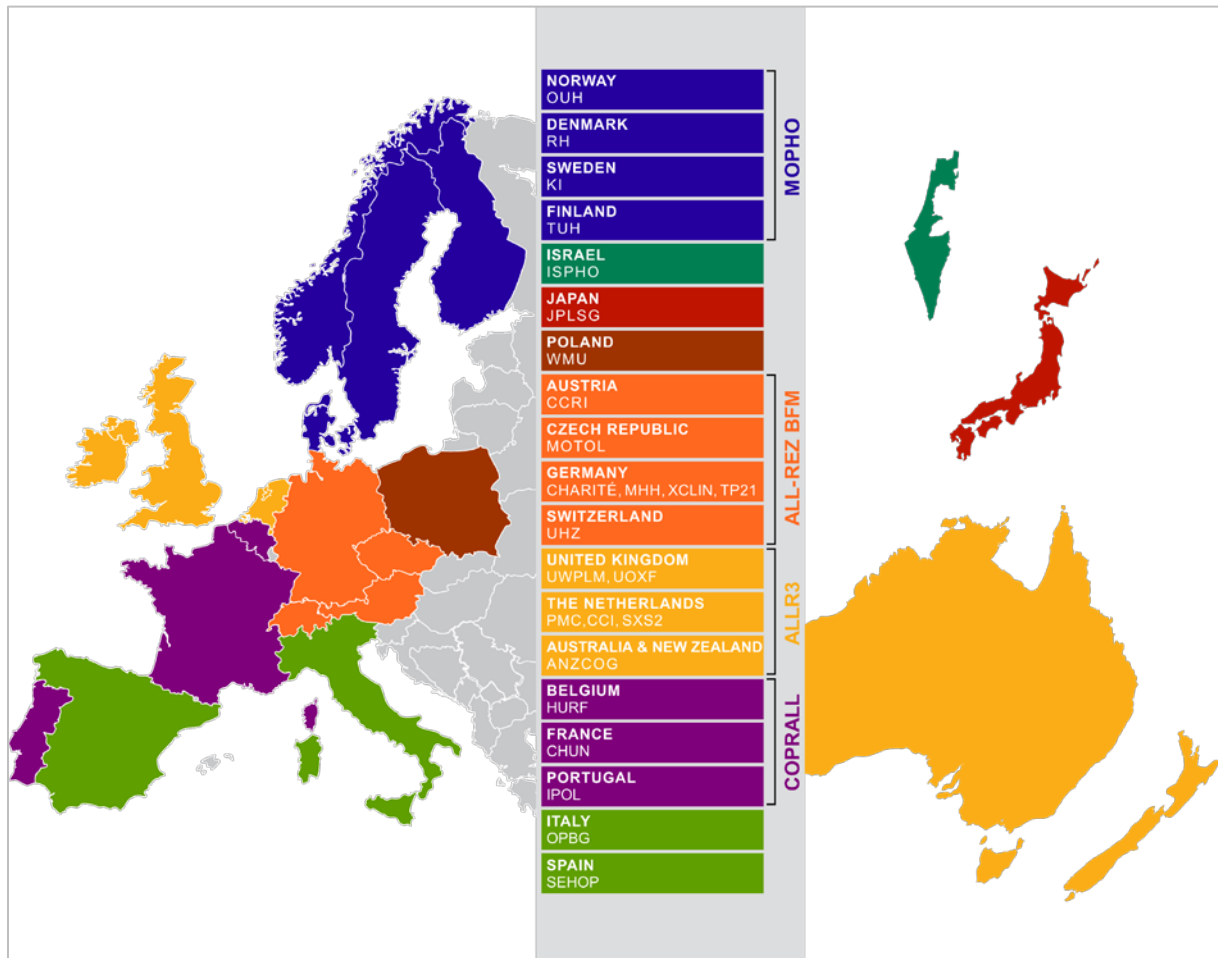 NORWAY
OUH
DENMARK
RH
SWEDEN
KI
FINLAND
TUH
MOPHO
ISRAEL
ISPHO
JAPAN
JPLSG
POLAND
WMU
AUSTRIA
CCRI
CZECH REPUBLIC
MOTOL
GERMANY
CHARITÉ, MHH, XCLIN, TP21
SWITZERLAND
UHZ
ALL-REZ BFM
UNITED KINGDOM
UWPLM, UOXF
THE NETHERLANDS
PMC,CCI, SXS2
AUSTRALIA & NEW ZEALAND
ANZCOG
ALLR3
BELGIUM
HURF
FRANCE
CHUN
PORTUGAL
IPOL
COPRALL
ITALY
OPBG
SPAIN
SEHOP